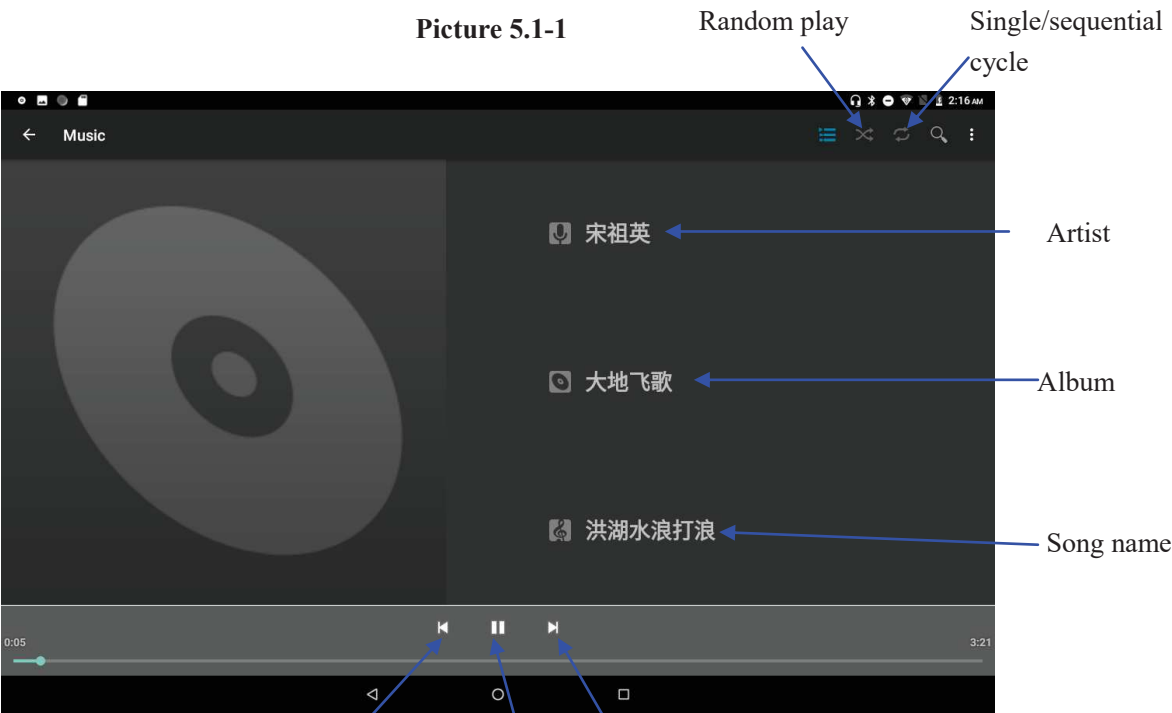 Picture 5.1-1
Random play
Single/sequential
cycle
2:16 AM
Music
宋祖英
Artist
大地飞歌
Album
洪湖水浪打浪
Song name
0:05
3:21